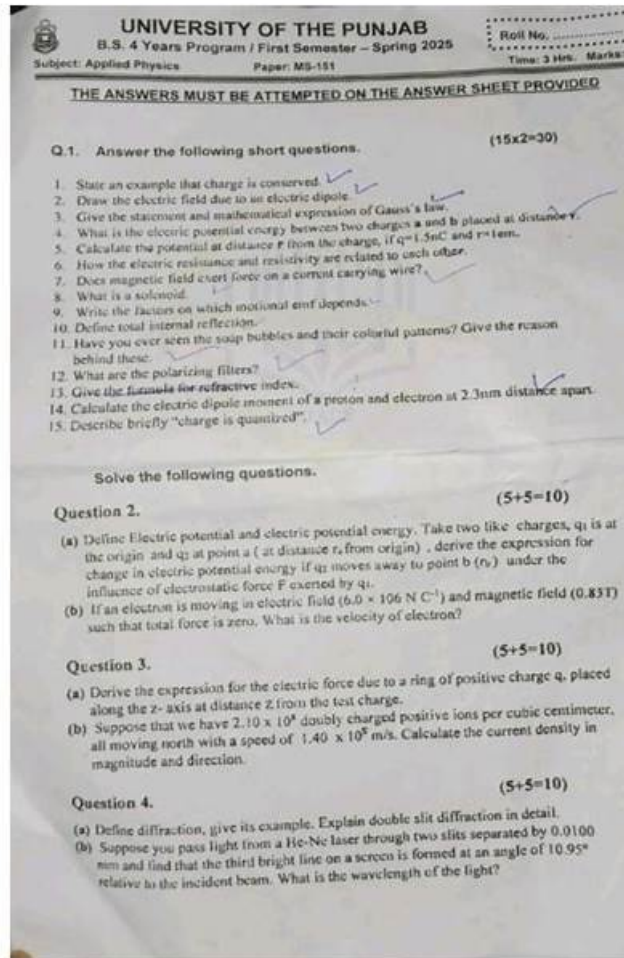 UNIVERSITY OF THE PUNJAB
B.S. 4 Years Program / First Semester – Spring 2025
Roll No. ..............
Subject: Applied Physics
Paper: MS-151
Time: 3 Hrs. Marks:
THE ANSWERS MUST BE ATTEMPTED ON THE ANSWER SHEET PROVIDED
Q.1. Answer the following short questions.
(15x2=30)
1. State an example that charge is conserved.
2. Draw the electric field due to an electric dipole.
3. Give the statement and mathematical expression of Gauss's law.
4. What is the electric potential energy between two charges a and b placed at distance r.
5. Calculate the potential at distance r from the charge, if q=1.5nC and r=1cm.
6. How the electric resistance and resistivity are related to each other.
7. Does magnetic field exert force on a current carrying wire?
8. What is a solenoid.
9. Write the factors on which motional emf depends.
10. Define total internal reflection.
11. Have you ever seen the soap bubbles and their colorful patterns? Give the reason
behind these.
12. What are the polarizing filters?
13. Give the formula for refractive index.
14. Calculate the electric dipole moment of a proton and electron at 2.3nm distance apart.
15. Describe briefly "charge is quantized".
Solve the following questions.
Question 2.
(5+5=10)
(a) Define Electric potential and electric potential energy. Take two like charges, q₁ is at
the origin and q₂ at point a ( at distance rₐ from origin) , derive the expression for
change in electric potential energy if q₂ moves away to point b under the
influence of electrostatic force F exerted by q₁.
(b) If an electron is moving in electric field (6.0 × 106 N C⁻¹) and magnetic field (0.83T)
such that total force is zero. What is the velocity of electron?
Question 3.
(5+5=10)
(a) Derive the expression for the electric force due to a ring of positive charge q, placed
along the z- axis at distance z from the test charge.
(b) Suppose that we have 2.10 x 10⁸ doubly charged positive ions per cubic centimeter,
all moving north with a speed of 1.40 x 10⁵ m/s. Calculate the current density in
magnitude and direction.
Question 4.
(5+5=10)
(a) Define diffraction, give its example. Explain double slit diffraction in detail.
(b) Suppose you pass light from a He-Ne laser through two slits separated by 0.0100
mm and find that the third bright line on a screen is formed at an angle of 10.95°
relative to the incident beam. What is the wavelength of the light?